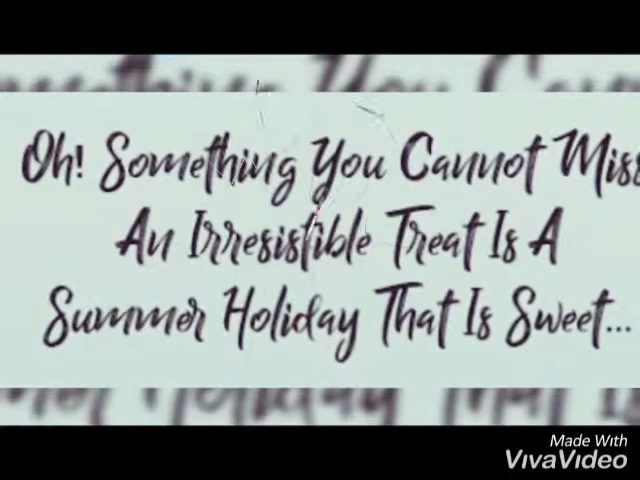 Oh! Something You Cannot Miss
An Irresistible Treat Is A
Summer Holiday That Is Sweet...
Made With
VivaVideo